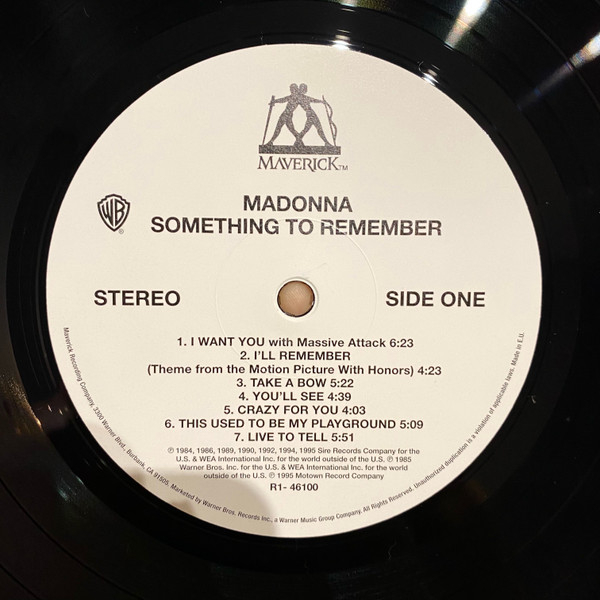 MAVERICK™
WB
®
MADONNA
SOMETHING TO REMEMBER
STEREO
SIDE ONE
1. I WANT YOU with Massive Attack 6:23
2. I'LL REMEMBER
(Theme from the Motion Picture With Honors) 4:23
3. TAKE A BOW 5:22
4. YOU'LL SEE 4:39
5. CRAZY FOR YOU 4:03
6. THIS USED TO BE MY PLAYGROUND 5:09
7. LIVE TO TELL 5:51
℗ 1984, 1986, 1989, 1990, 1992, 1994, 1995 Sire Records Company for the
U.S. & WEA International Inc. for the world outside of the U.S. ℗ 1985
Warner Bros. Inc. for the U.S. & WEA International Inc. for the world
outside of the U.S. ℗ 1995 Motown Record Company
R1- 46100
Maverick Recording Company, 3300 Warner Blvd., Burbank, CA 91505. Marketed by Warner Bros. Records Inc., a Warner Music Group Company. All Rights Reserved. Unauthorized duplication is a violation of applicable laws. Made in E.U.